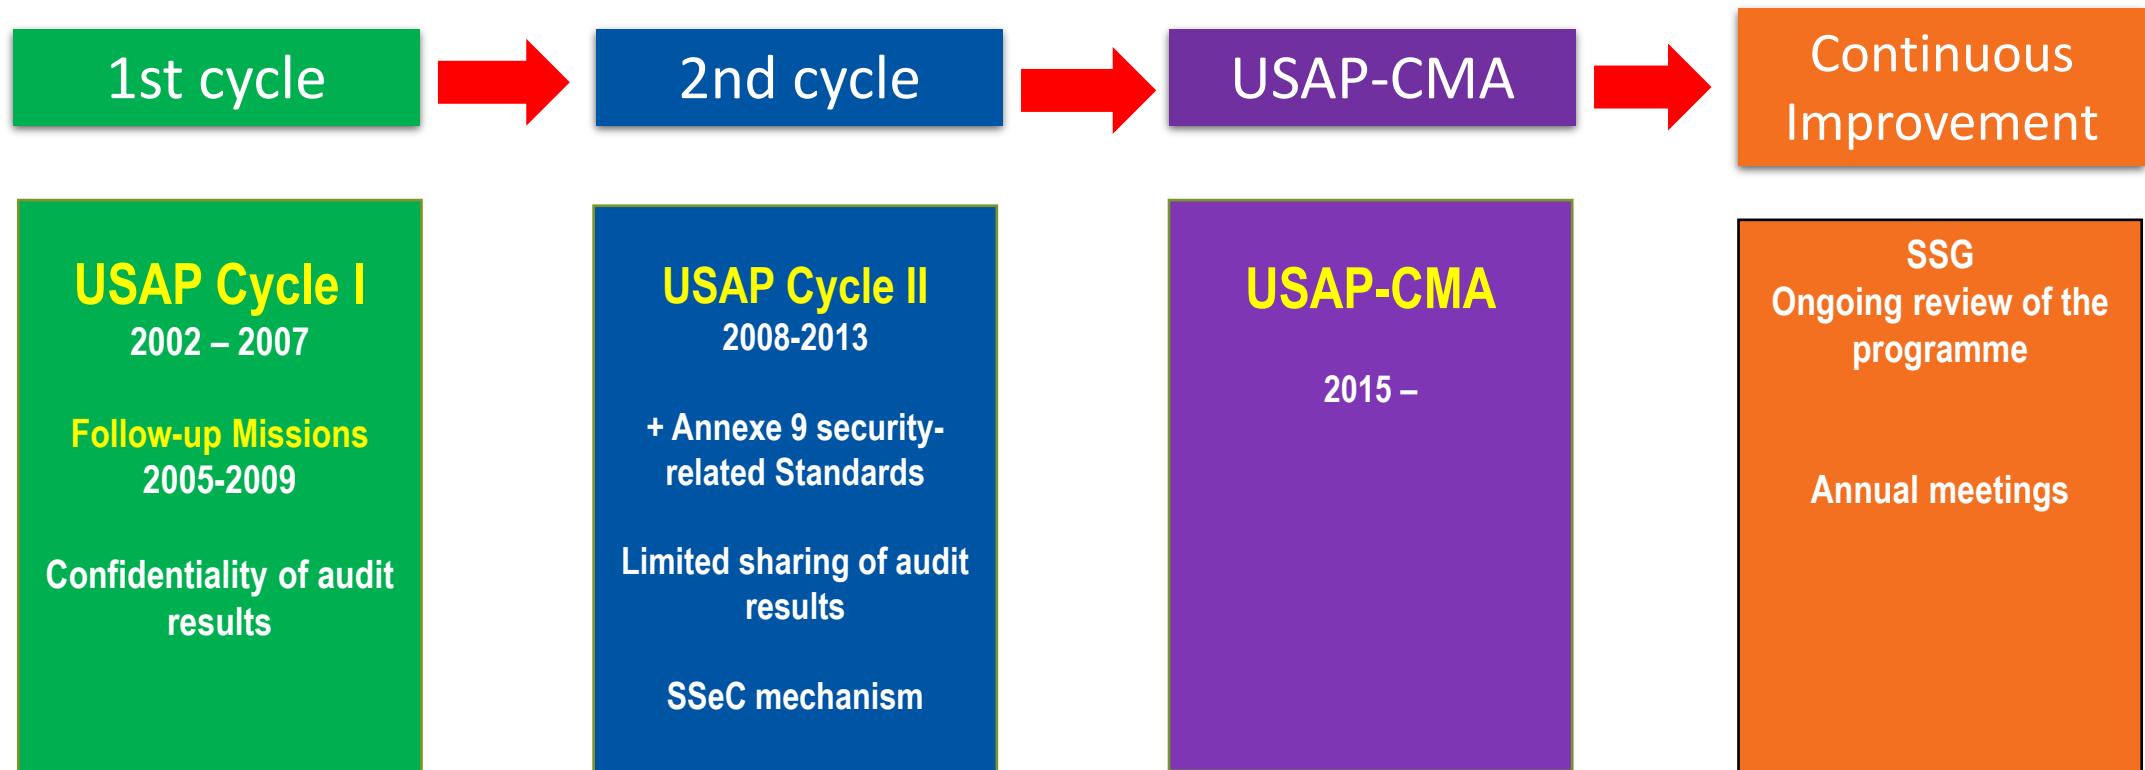 1st cycle
2nd cycle
USAP-CMA
Continuous
Improvement
USAP Cycle I
2002 – 2007
Follow-up Missions
2005-2009
Confidentiality of audit
results
USAP Cycle II
2008-2013
+ Annexe 9 security-
related Standards
Limited sharing of audit
results
SSeC mechanism
USAP-CMA
2015 –
SSG
Ongoing review of the
programme
Annual meetings